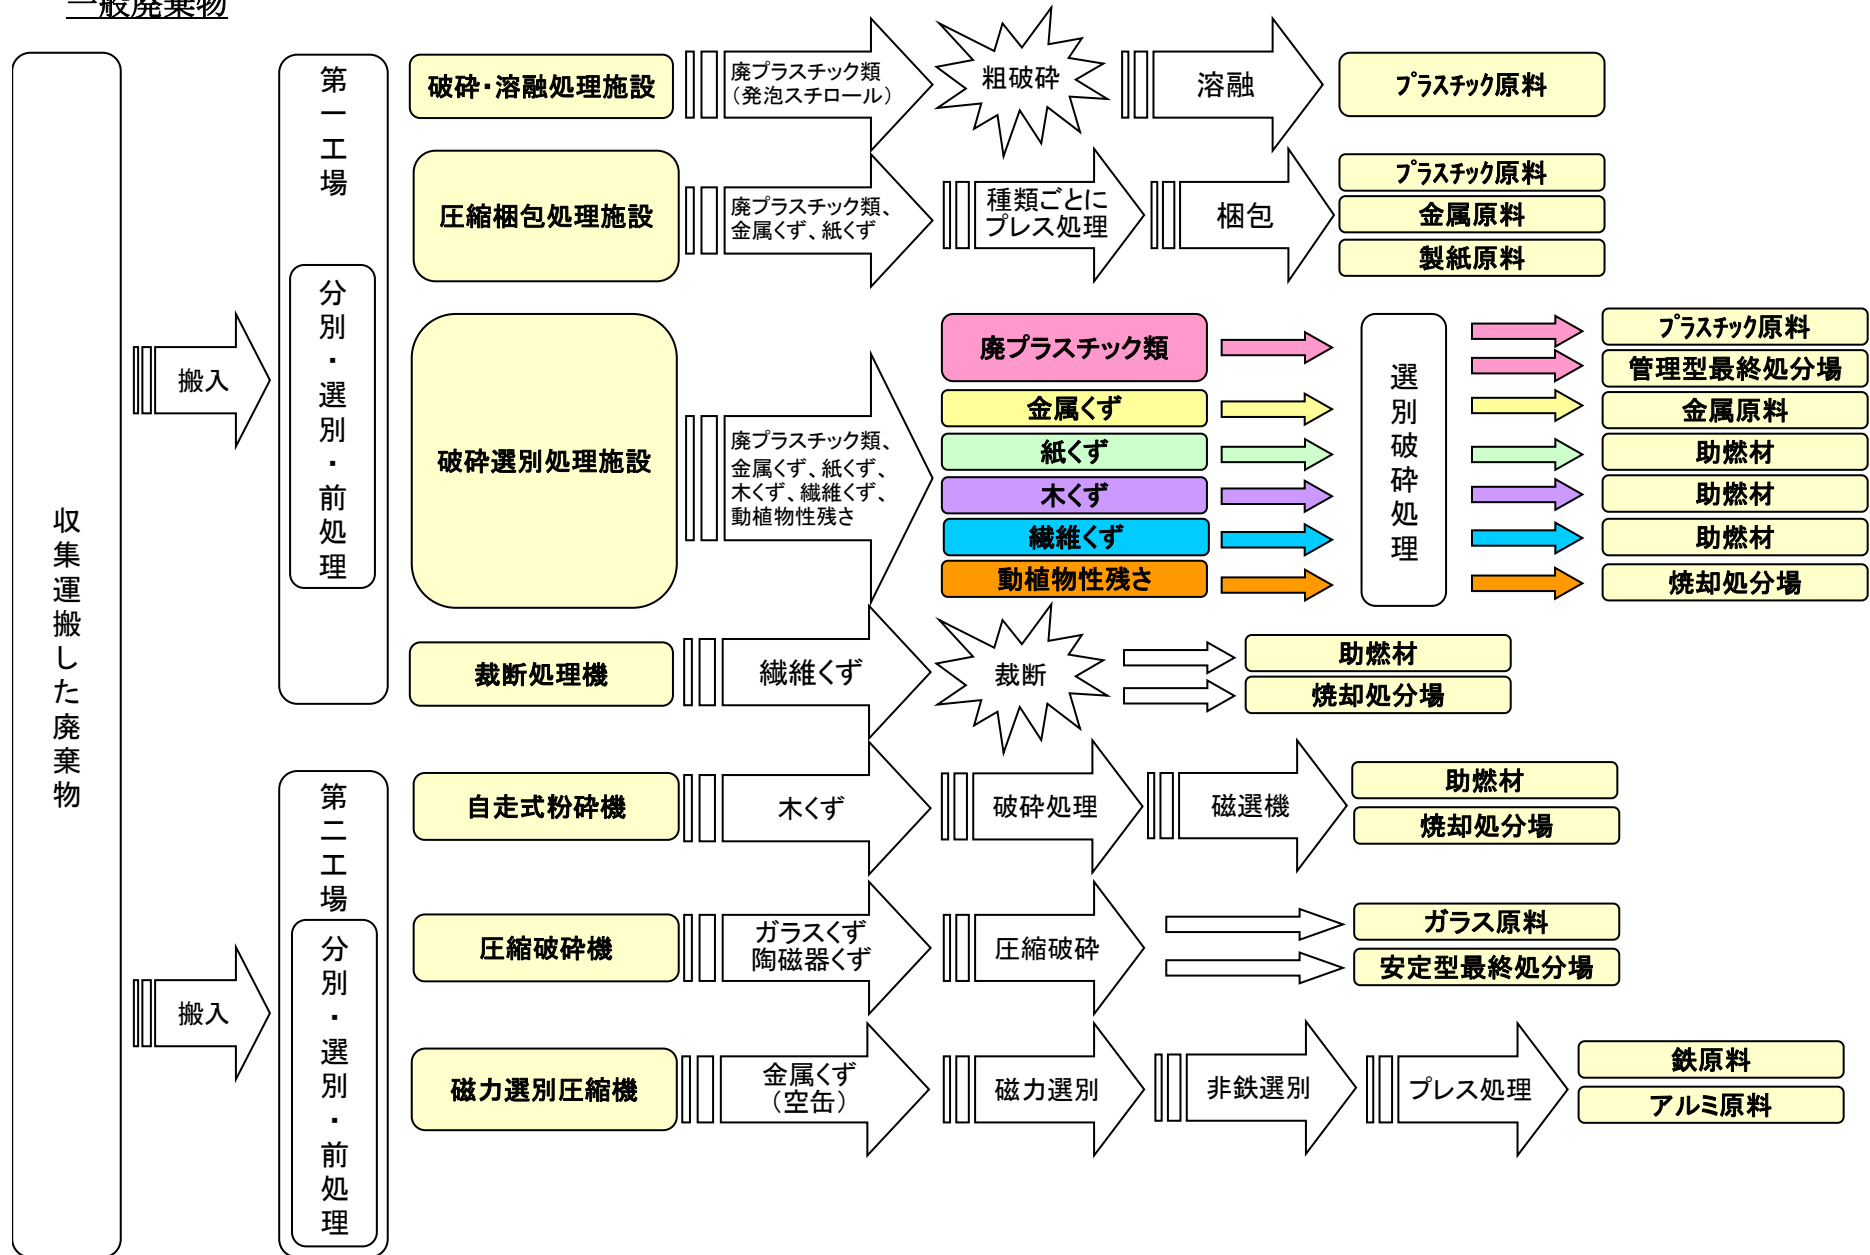 一般廃棄物
収集運搬した廃棄物
搬入
第一工場
分別・選別・前処理
破砕・溶融処理施設
廃プラスチック類
（発泡スチロール）
粗破砕
溶融
プラスチック原料
圧縮梱包処理施設
廃プラスチック類、
金属くず、紙くず
種類ごとに
プレス処理
梱包
プラスチック原料
金属原料
製紙原料
破砕選別処理施設
廃プラスチック類、
金属くず、紙くず、
木くず、繊維くず、
動植物性残さ
廃プラスチック類
金属くず
紙くず
木くず
繊維くず
動植物性残さ
選別破砕処理
プラスチック原料
管理型最終処分場
金属原料
助燃材
助燃材
助燃材
焼却処分場
裁断処理機
繊維くず
裁断
助燃材
焼却処分場
搬入
第二工場
分別・選別・前処理
自走式粉砕機
木くず
破砕処理
磁選機
助燃材
焼却処分場
圧縮破砕機
ガラスくず
陶磁器くず
圧縮破砕
ガラス原料
安定型最終処分場
磁力選別圧縮機
金属くず
（空缶）
磁力選別
非鉄選別
プレス処理
鉄原料
アルミ原料